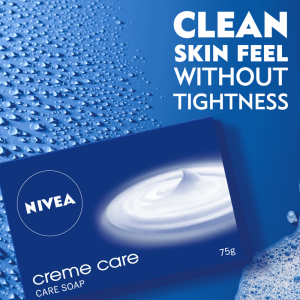 CLEAN
SKIN FEEL
WITHOUT
TIGHTNESS
NIVEA
75g
creme care
CARE SOAP